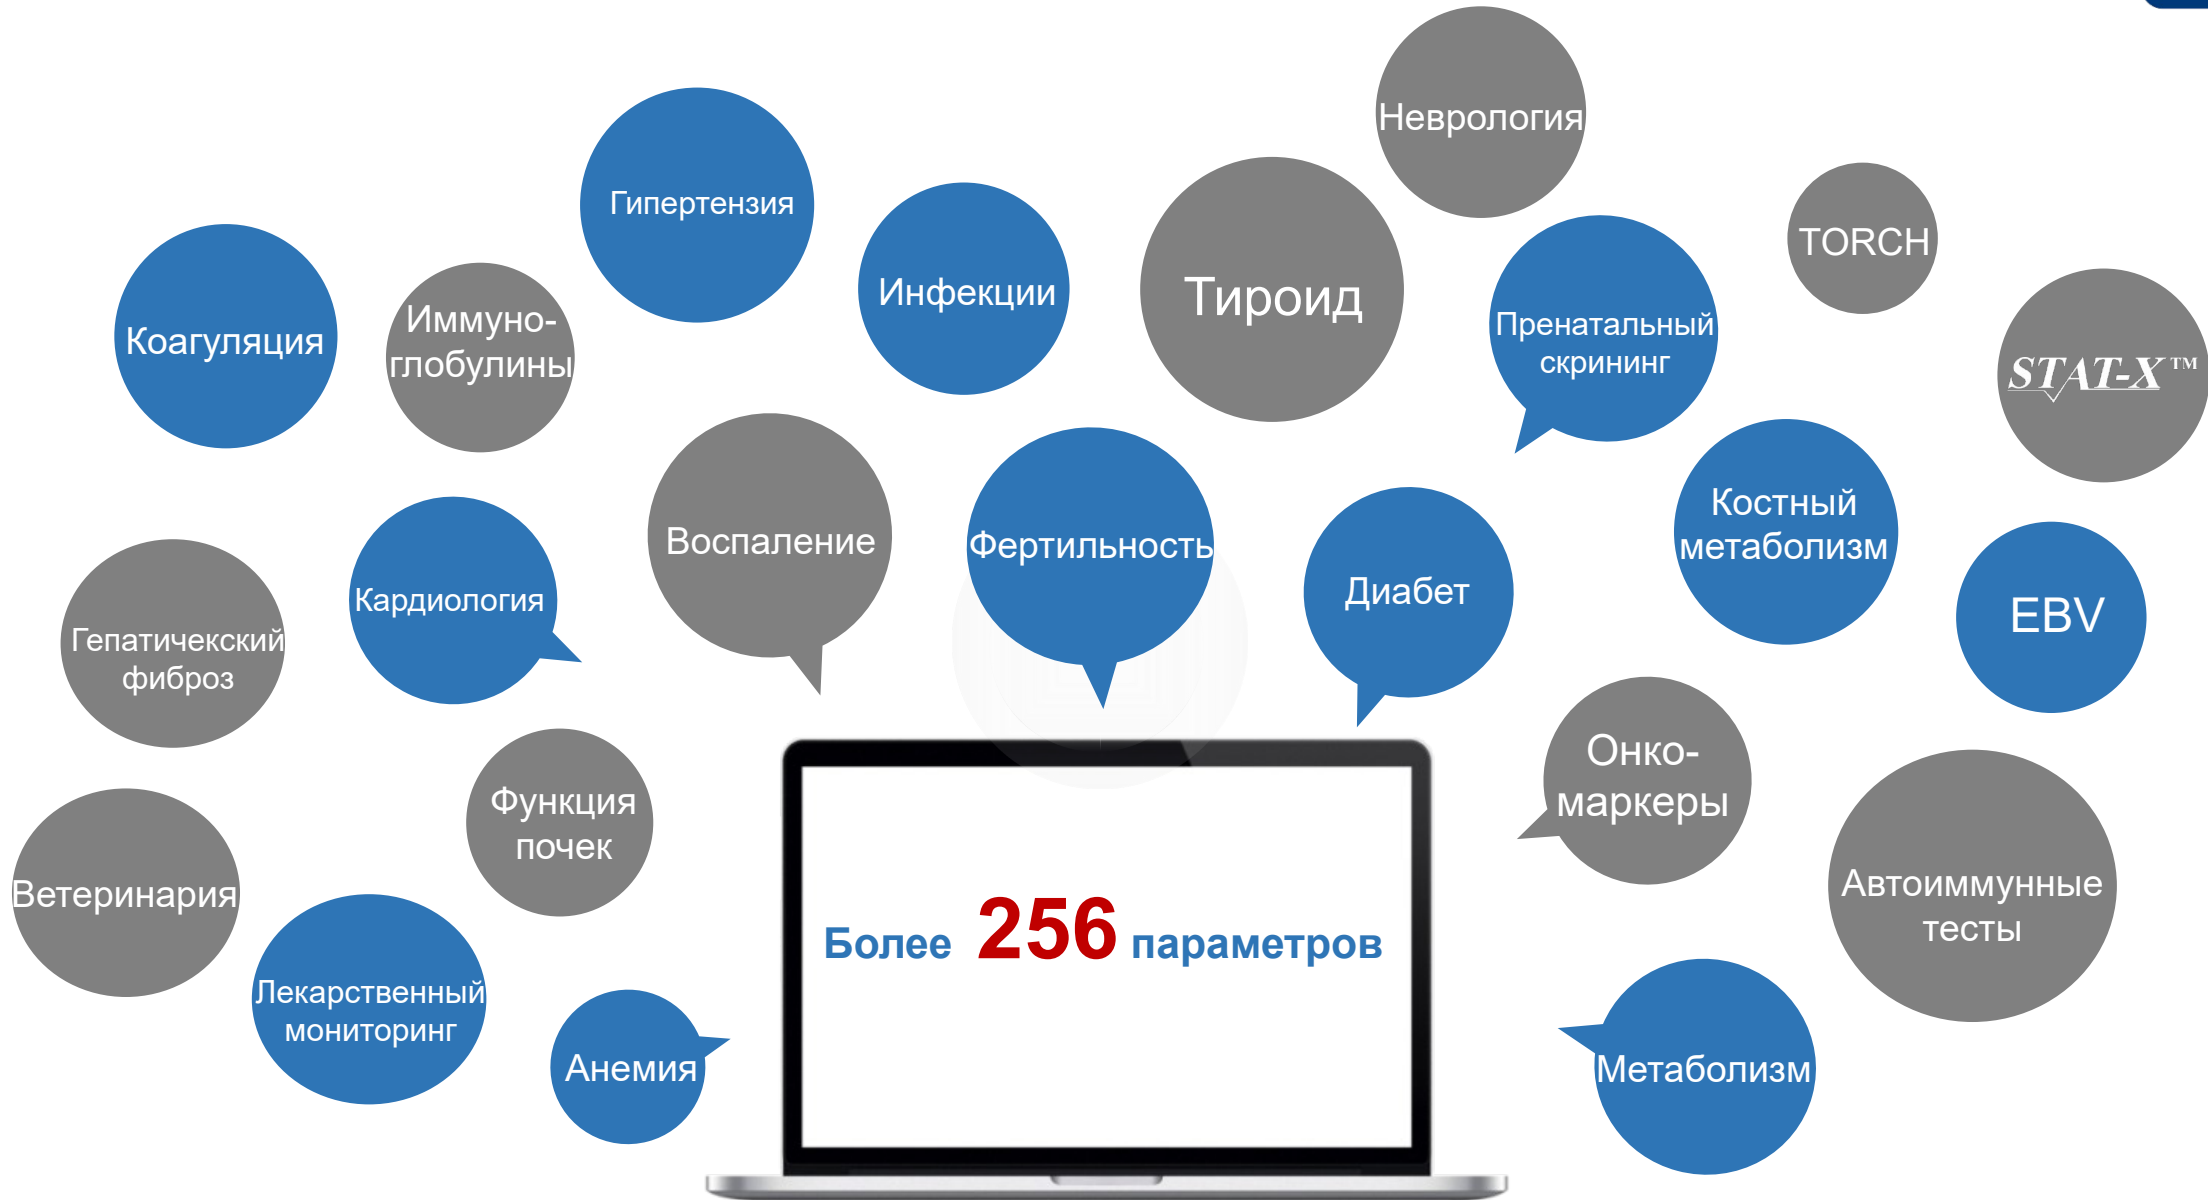 Неврология
Гипертензия
TORCH
Инфекции
Тироид
Иммуно-
глобулины
Коагуляция
Пренатальный
скрининг
STAT-X™
Костный
метаболизм
Воспаление
Фертильность
Диабет
Кардиология
EBV
Гепатичекский
фиброз
Онко-
маркеры
Функция
почек
Ветеринария
Автоиммунные
тесты
Более 256 параметров
Лекарственный
мониторинг
Анемия
Метаболизм